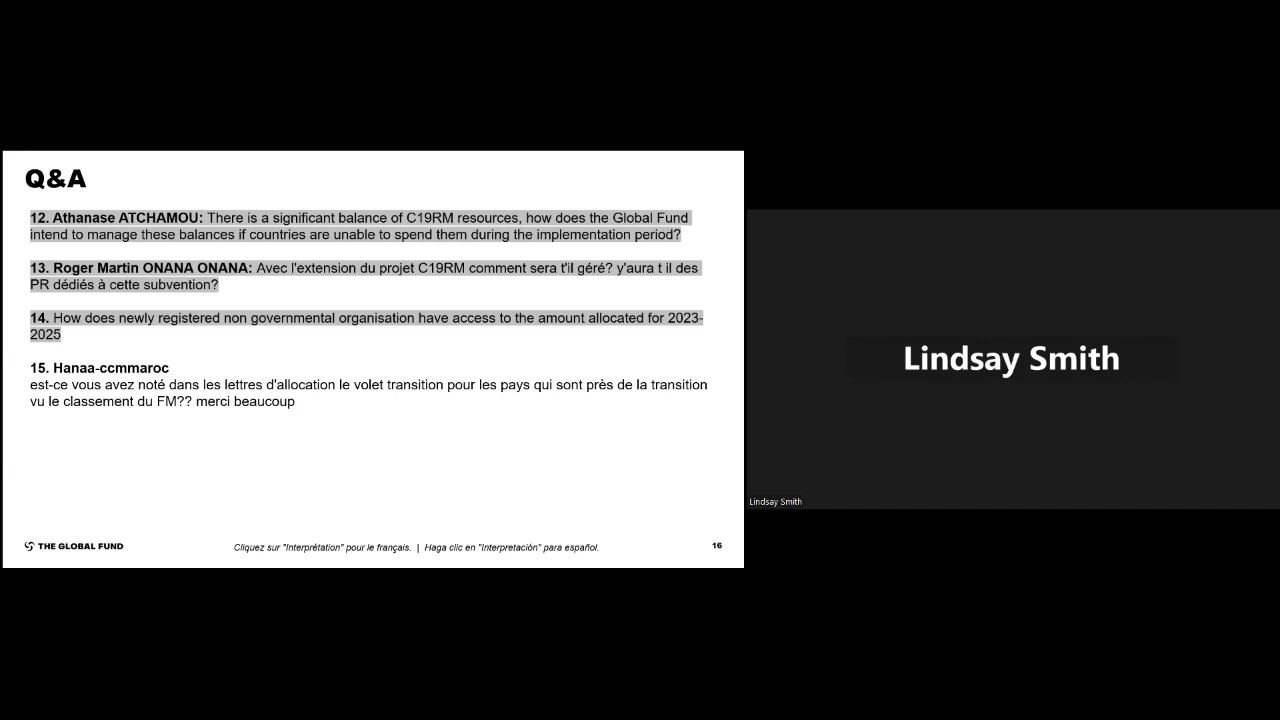 Q&A
12. Athanase ATCHAMOU: There is a significant balance of C19RM resources, how does the Global Fund
intend to manage these balances if countries are unable to spend them during the implementation period?
13. Roger Martin ONANA ONANA: Avec l'extension du projet C19RM comment sera t'il géré? y'aura t il des
PR dédiés à cette subvention?
14. How does newly registered non governmental organisation have access to the amount allocated for 2023-
2025
15. Hanaa-ccmmaroc
est-ce vous avez noté dans les lettres d'allocation le volet transition pour les pays qui sont près de la transition
vu le classement du FM?? merci beaucoup
THE GLOBAL FUND
Cliquez sur "Interprétation" pour le français. | Haga clic en "Interpretación" para español.
16
Lindsay Smith
Lindsay Smith